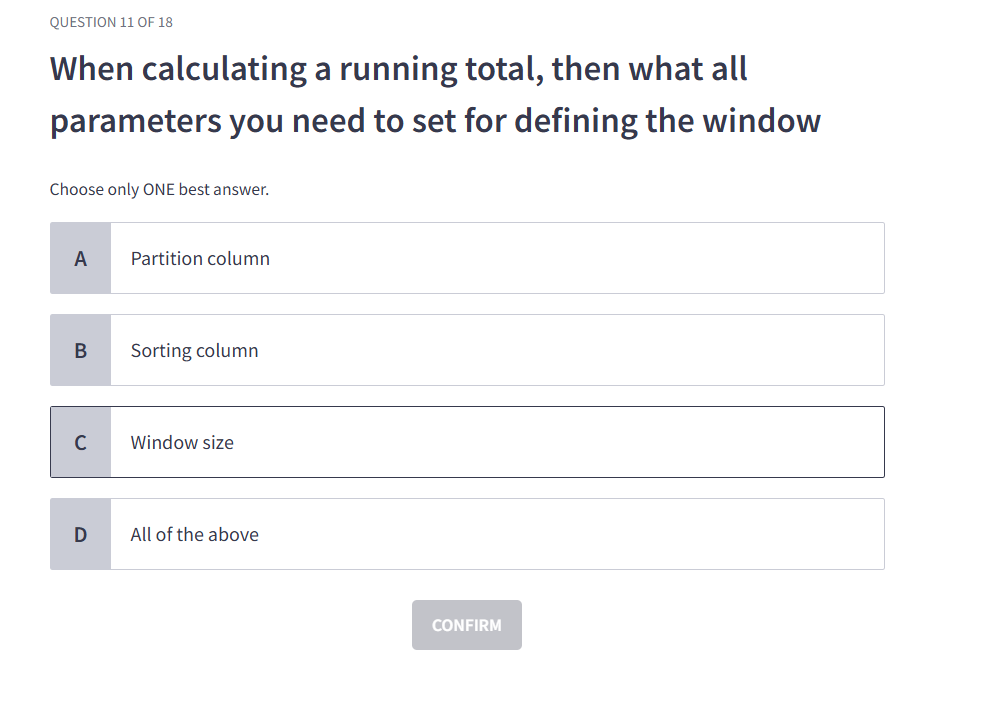 QUESTION 11 OF 18
When calculating a running total, then what all
parameters you need to set for defining the window
Choose only ONE best answer.
A Partition column
B Sorting column
C Window size
D All of the above
CONFIRM